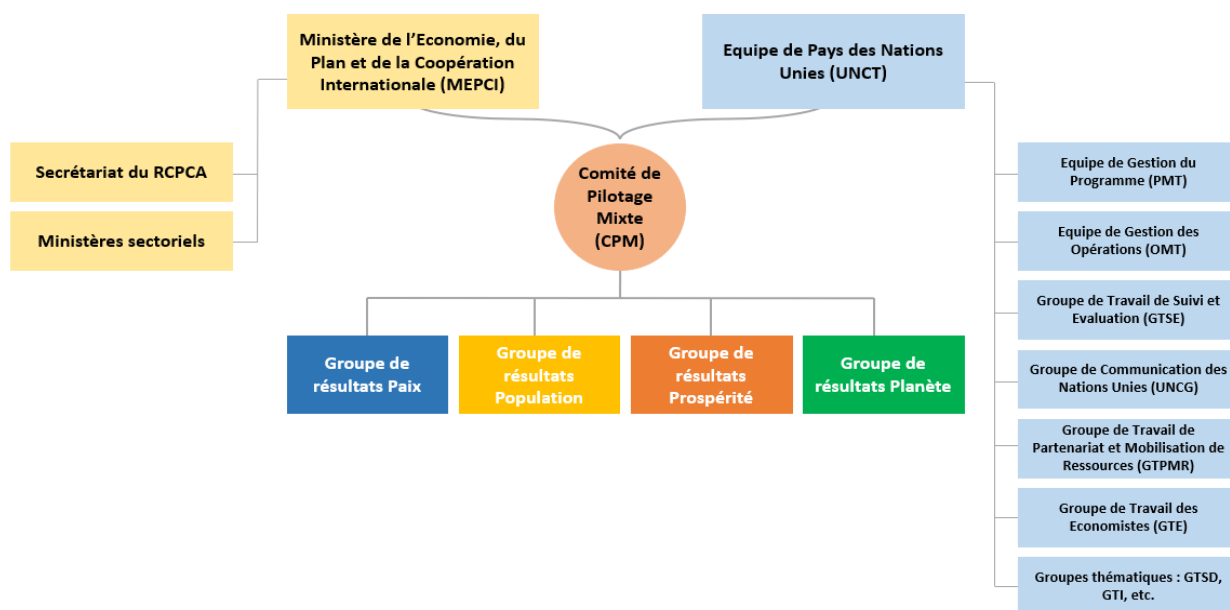 Ministère de l’Economie, du
Plan et de la Coopération
Internationale (MEPCI)
Equipe de Pays des Nations
Unies (UNCT)
Secrétariat du RCPCA
Ministères sectoriels
Comité de
Pilotage
Mixte
(CPM)
Groupe de
résultats Paix
Groupe de
résultats
Population
Groupe de
résultats
Prospérité
Groupe de
résultats Planète
Equipe de Gestion du
Programme (PMT)
Equipe de Gestion des
Opérations (OMT)
Groupe de Travail de Suivi et
Evaluation (GTSE)
Groupe de Communication des
Nations Unies (UNCG)
Groupe de Travail de
Partenariat et Mobilisation de
Ressources (GTPMR)
Groupe de Travail des
Economistes (GTE)
Groupes thématiques : GTSD,
GTI, etc.